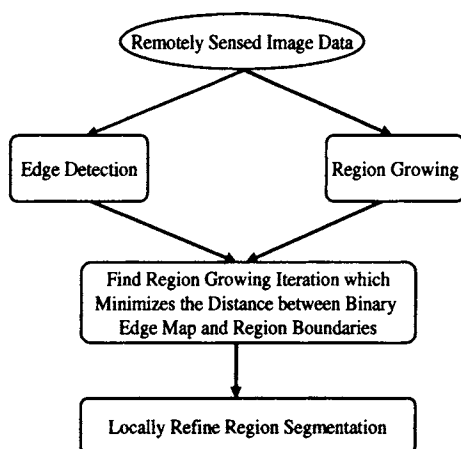 Remotely Sensed Image Data
Edge Detection
Region Growing
Find Region Growing Iteration which
Minimizes the Distance between Binary
Edge Map and Region Boundaries
Locally Refine Region Segmentation